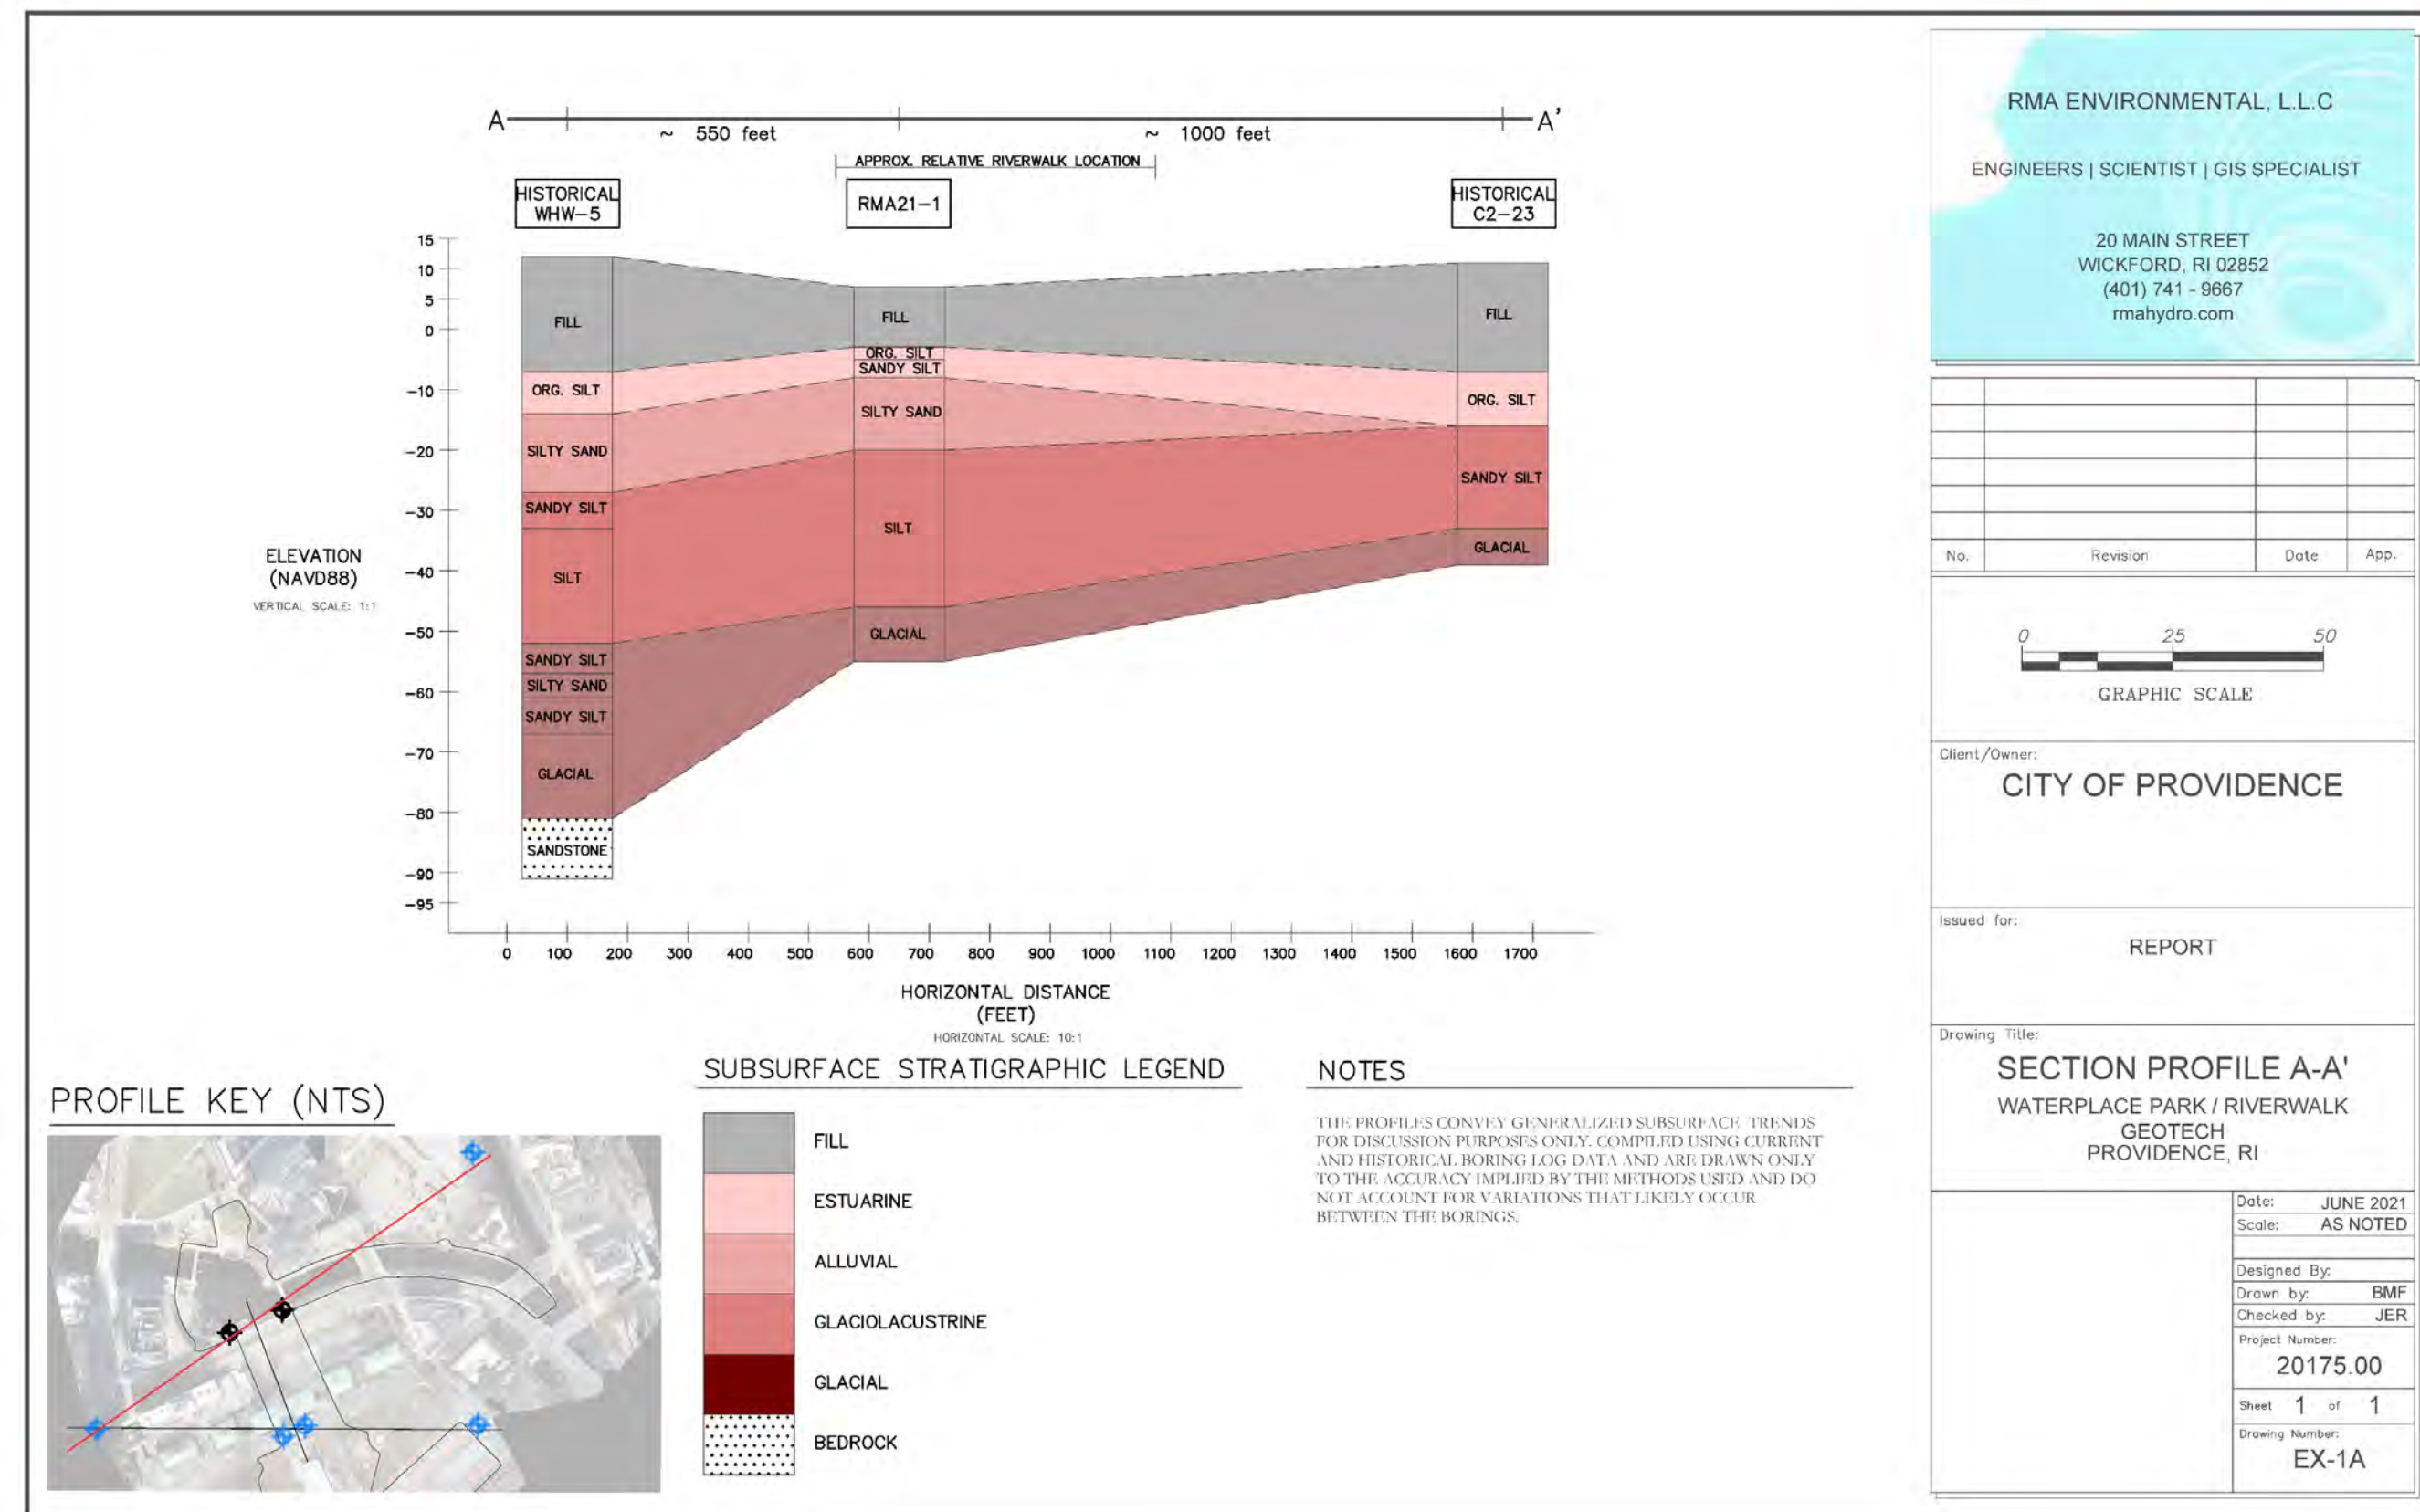 A
A'
~ 550 feet
~ 1000 feet
APPROX. RELATIVE RIVERWALK LOCATION
HISTORICAL
WHW-5
RMA21-1
HISTORICAL
C2-23
15
10
5
0
-10
-20
-30
-40
-50
-60
-70
-80
-90
-95
ELEVATION
(NAVD88)
VERTICAL SCALE: 1:1
FILL
ORG. SILT
SILTY SAND
SANDY SILT
SILT
SANDY SILT
SILTY SAND
SANDY SILT
GLACIAL
SANDSTONE
FILL
ORG. SILT
SANDY SILT
SILTY SAND
SILT
GLACIAL
FILL
ORG. SILT
SANDY SILT
GLACIAL
0 100 200 300 400 500 600 700 800 900 1000 1100 1200 1300 1400 1500 1600 1700
HORIZONTAL DISTANCE
(FEET)
HORIZONTAL SCALE: 10:1
PROFILE KEY (NTS)
SUBSURFACE STRATIGRAPHIC LEGEND
FILL
ESTUARINE
ALLUVIAL
GLACIOLACUSTRINE
GLACIAL
BEDROCK
NOTES
THE PROFILES CONVEY GENERALIZED SUBSURFACE TRENDS
FOR DISCUSSION PURPOSES ONLY. COMPILED USING CURRENT
AND HISTORICAL BORING LOG DATA AND ARE DRAWN ONLY
TO THE ACCURACY IMPLIED BY THE METHODS USED AND DO
NOT ACCOUNT FOR VARIATIONS THAT LIKELY OCCUR
BETWEEN THE BORINGS.
RMA ENVIRONMENTAL, L.L.C
ENGINEERS | SCIENTIST | GIS SPECIALIST
20 MAIN STREET
WICKFORD, RI 02852
(401) 741 - 9667
rmahydro.com
No. Revision Date App.
0 25 50
GRAPHIC SCALE
Client/Owner:
CITY OF PROVIDENCE
Issued for:
REPORT
Drawing Title:
SECTION PROFILE A-A'
WATERPLACE PARK / RIVERWALK
GEOTECH
PROVIDENCE, RI
Date: JUNE 2021
Scale: AS NOTED
Designed By:
Drawn by: BMF
Checked by: JER
Project Number:
20175.00
Sheet 1 of 1
Drawing Number:
EX-1A